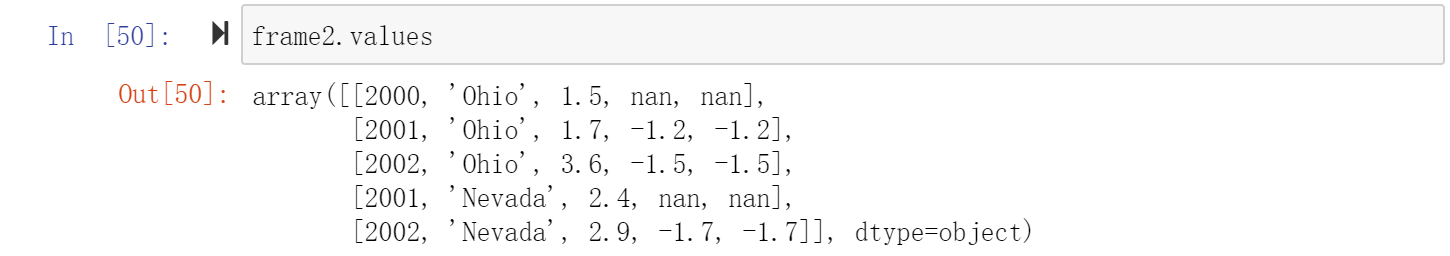 In [50]: frame2.values
Out[50]: array([[2000, 'Ohio', 1.5, nan, nan],
[2001, 'Ohio', 1.7, -1.2, -1.2],
[2002, 'Ohio', 3.6, -1.5, -1.5],
[2001, 'Nevada', 2.4, nan, nan],
[2002, 'Nevada', 2.9, -1.7, -1.7]], dtype=object)